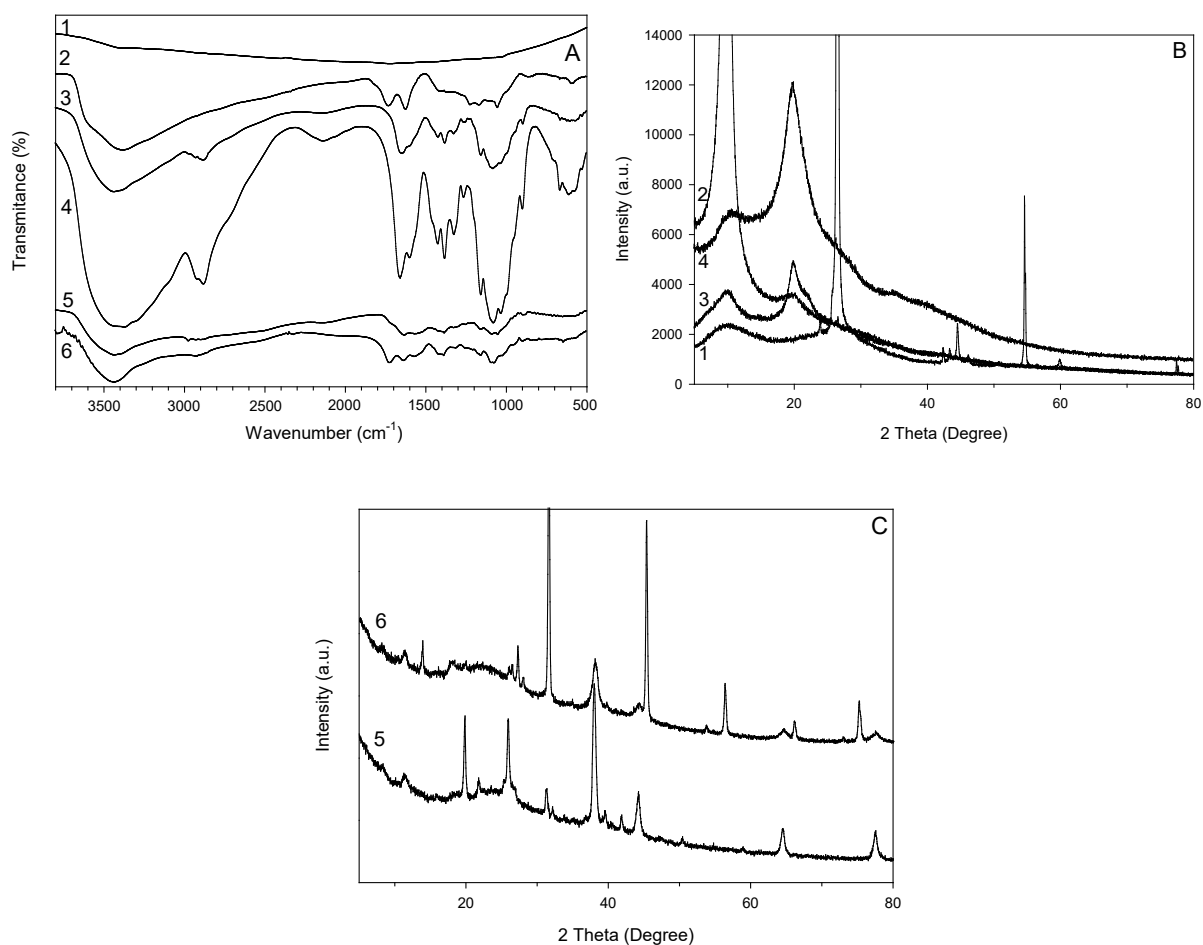 A
1
2
3
4
5
6
Transmitance (%)
3500 3000 2500 2000 1500 1000 500
Wavenumber (cm⁻¹)
B
14000
12000
10000
8000
6000
4000
2000
0
2
4
3
1
Intensity (a.u.)
20 40 60 80
2 Theta (Degree)
C
6
5
Intensity (a.u.)
20 40 60 80
2 Theta (Degree)